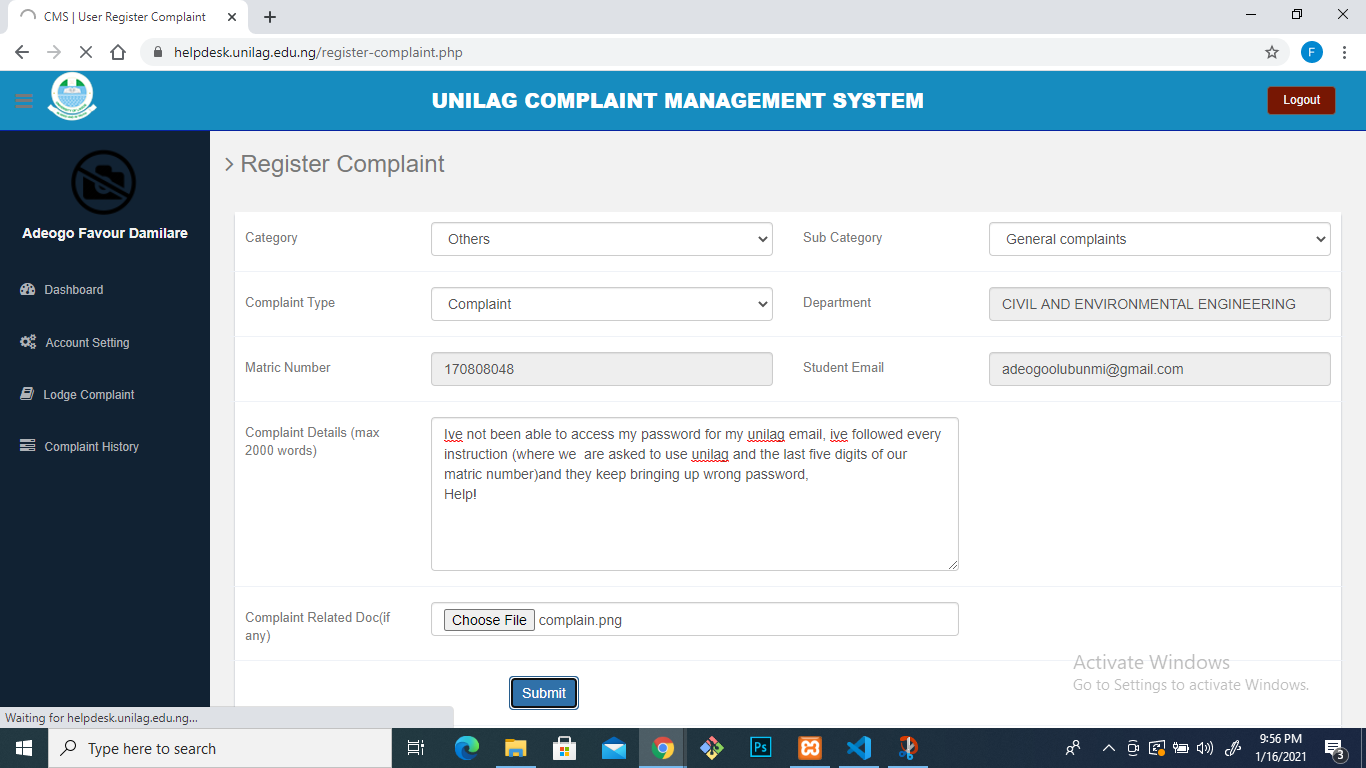 CMS | User Register Complaint
helpdesk.unilag.edu.ng/register-complaint.php
F
UNILAG COMPLAINT MANAGEMENT SYSTEM
Logout
Adeogo Favour Damilare
Dashboard
Account Setting
Lodge Complaint
Complaint History
> Register Complaint
Category
Others
Sub Category
General complaints
Complaint Type
Complaint
Department
CIVIL AND ENVIRONMENTAL ENGINEERING
Matric Number
170808048
Student Email
adeogoolubunmi@gmail.com
Complaint Details (max
2000 words)
Ive not been able to access my password for my unilag email, ive followed every
instruction (where we  are asked to use unilag and the last five digits of our
matric number)and they keep bringing up wrong password,
Help!
Complaint Related Doc(if
any)
Choose File complain.png
Submit
Activate Windows
Go to Settings to activate Windows.
Waiting for helpdesk.unilag.edu.ng...
Type here to search
Ps
9:56 PM
1/16/2021
3